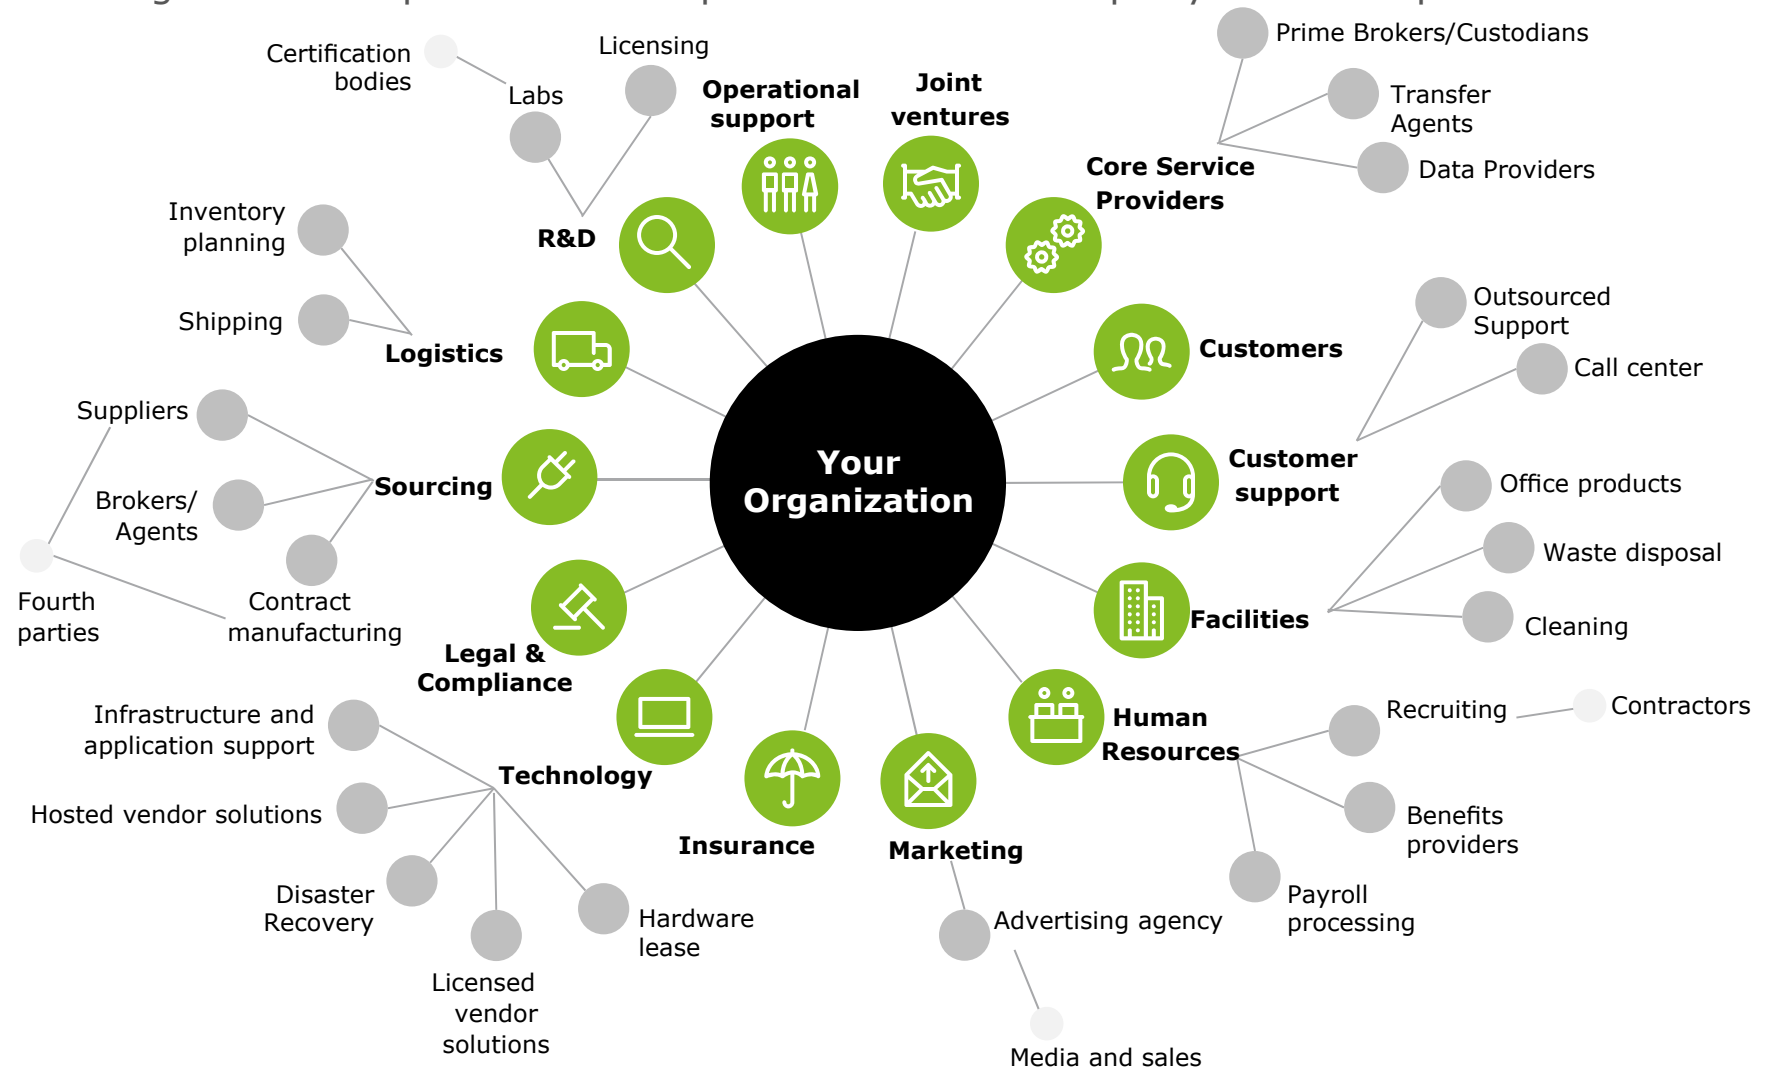 Prime Brokers/Custodians
Certification
bodies
Licensing
Labs
Operational
support
Joint
ventures
Transfer
Agents
Core Service
Providers
Data Providers
Inventory
planning
R&D
Shipping
Logistics
Customers
Outsourced
Support
Call center
Suppliers
Sourcing
Brokers/
Agents
Your
Organization
Customer
support
Office products
Waste disposal
Fourth
parties
Contract
manufacturing
Facilities
Cleaning
Legal &
Compliance
Infrastructure and
application support
Human
Resources
Recruiting
Contractors
Technology
Hosted vendor solutions
Insurance
Marketing
Benefits
providers
Disaster
Recovery
Hardware
lease
Advertising agency
Payroll
processing
Licensed
vendor
solutions
Media and sales